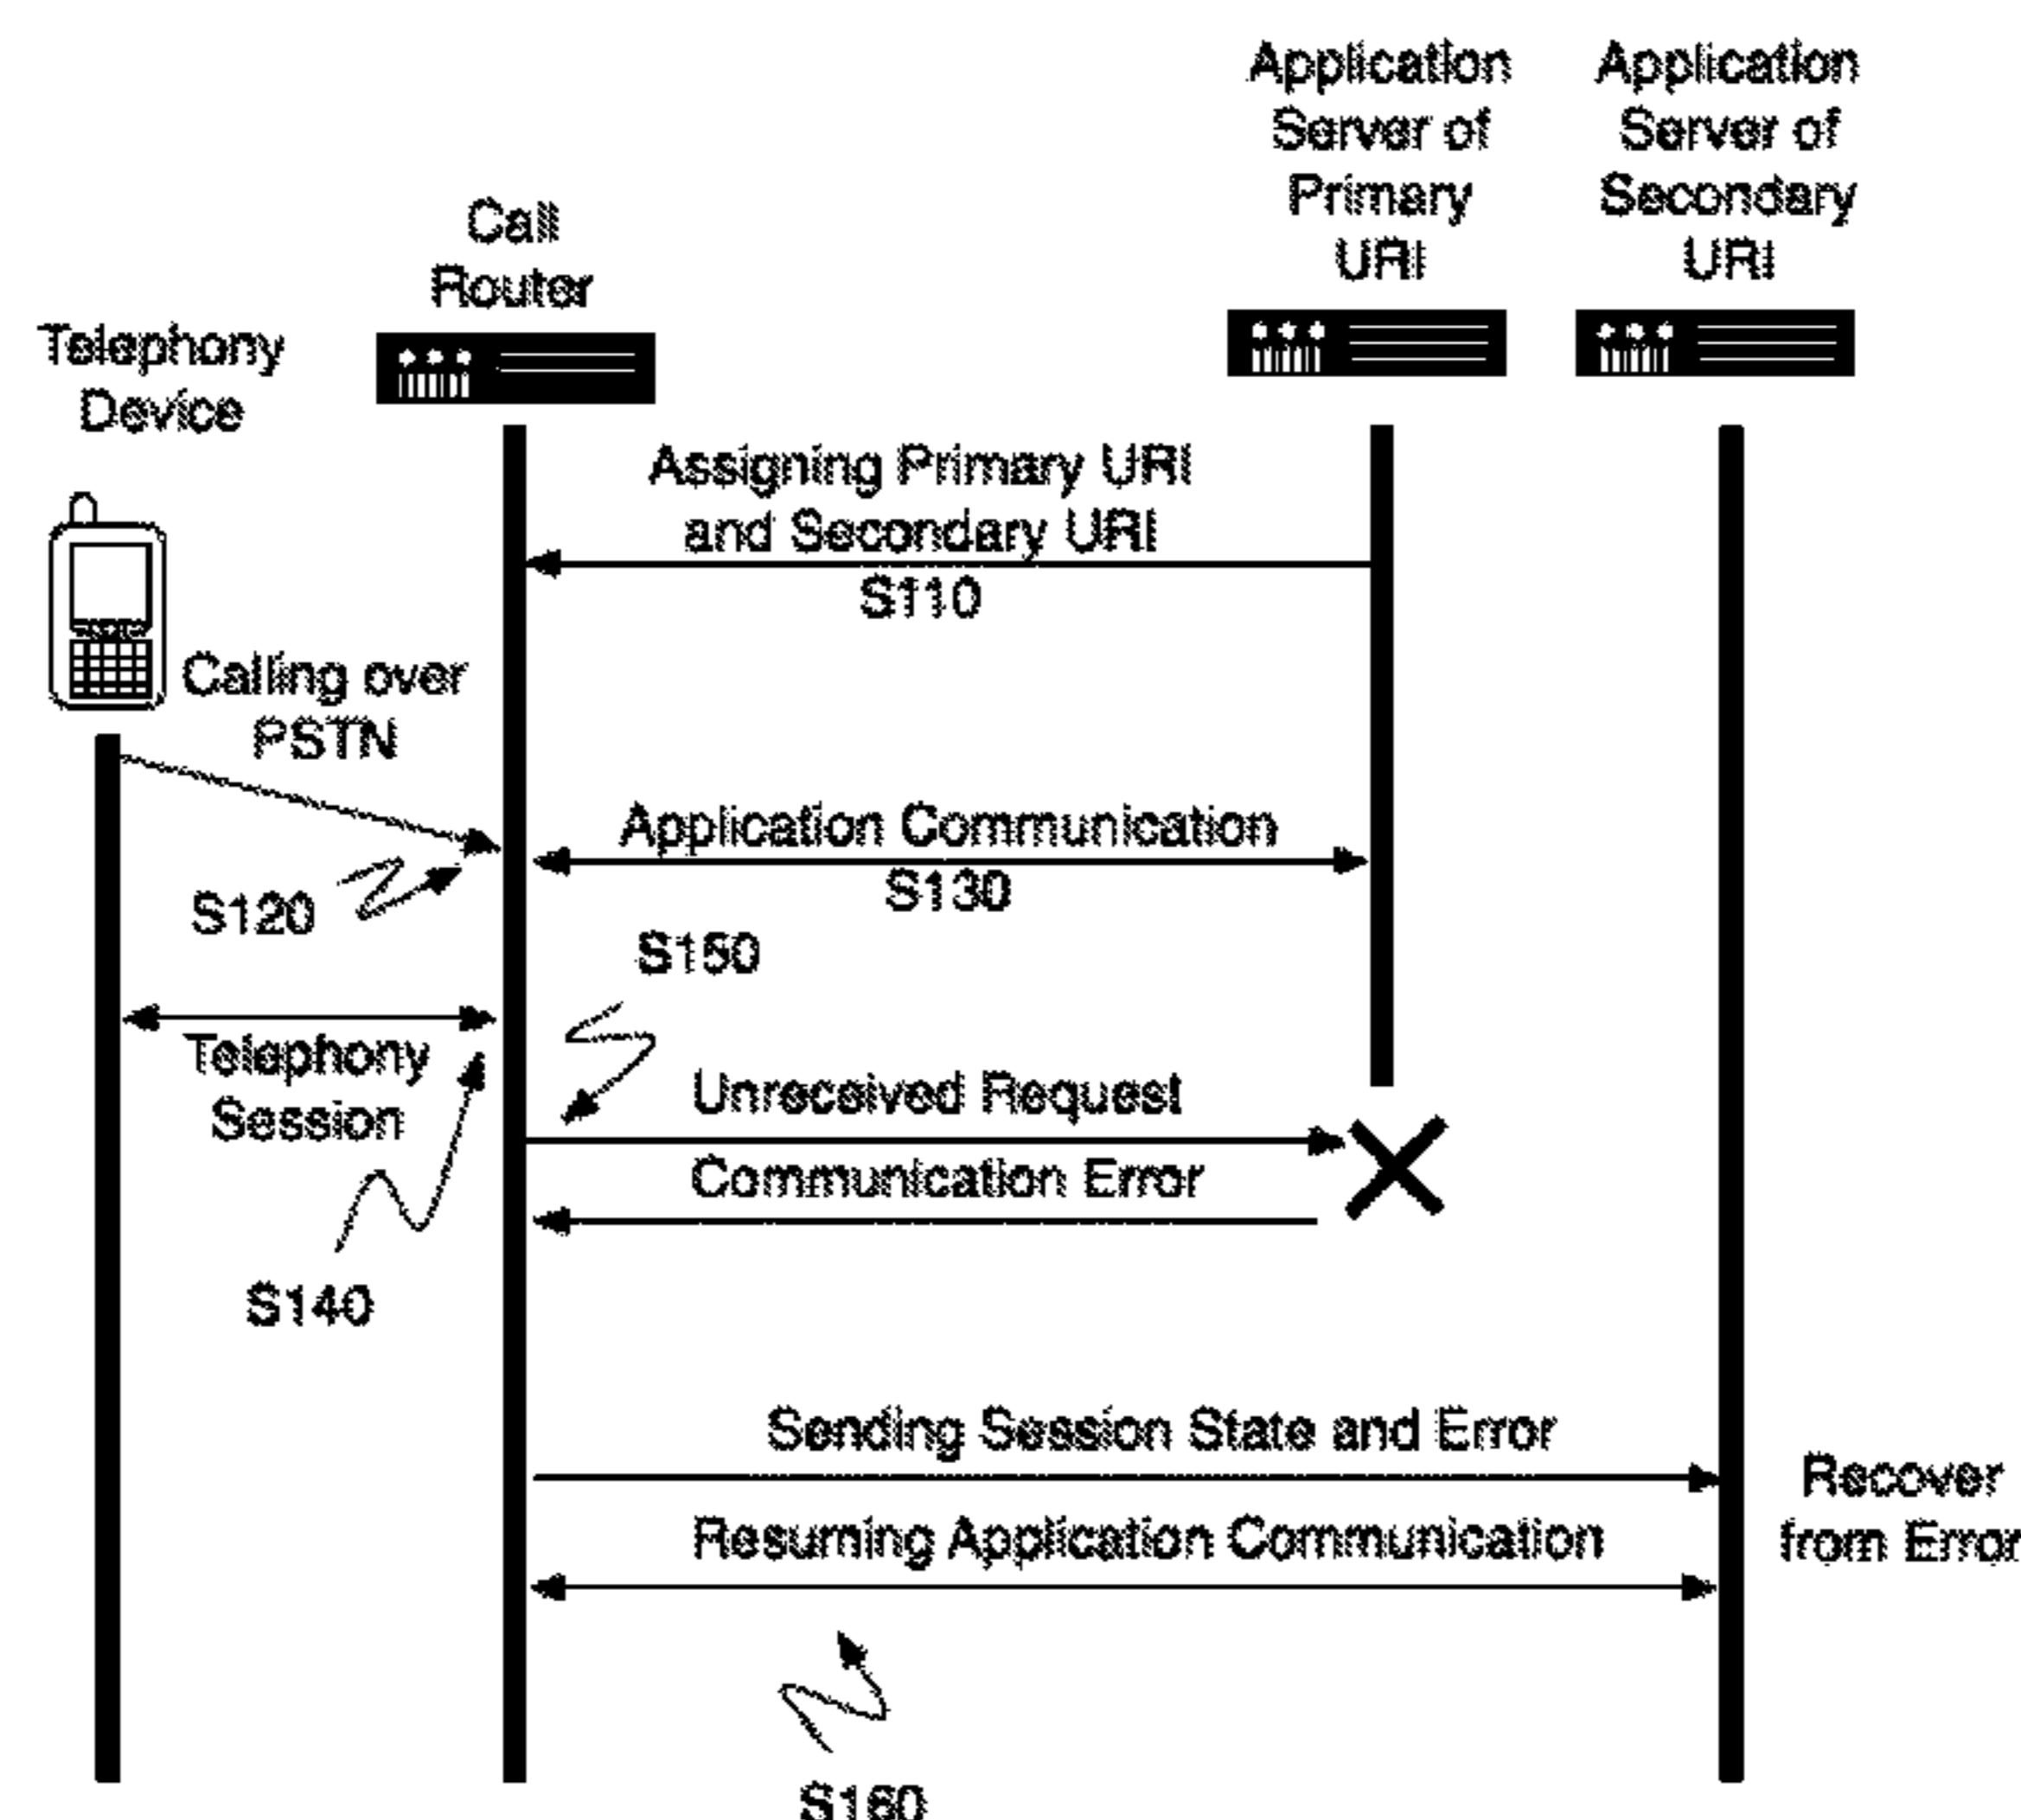 Application
Server of
Primary
URI
Application
Server of
Secondary
URI
Call
Router
Telephony
Device
Assigning Primary URI
and Secondary URI
S110
Calling over
PSTN
Application Communication
S130
S120
S150
Telephony
Session
Unreceived Request
Communication Error
S140
Sending Session State and Error
Recover
from Error
Resuming Application Communication
S160